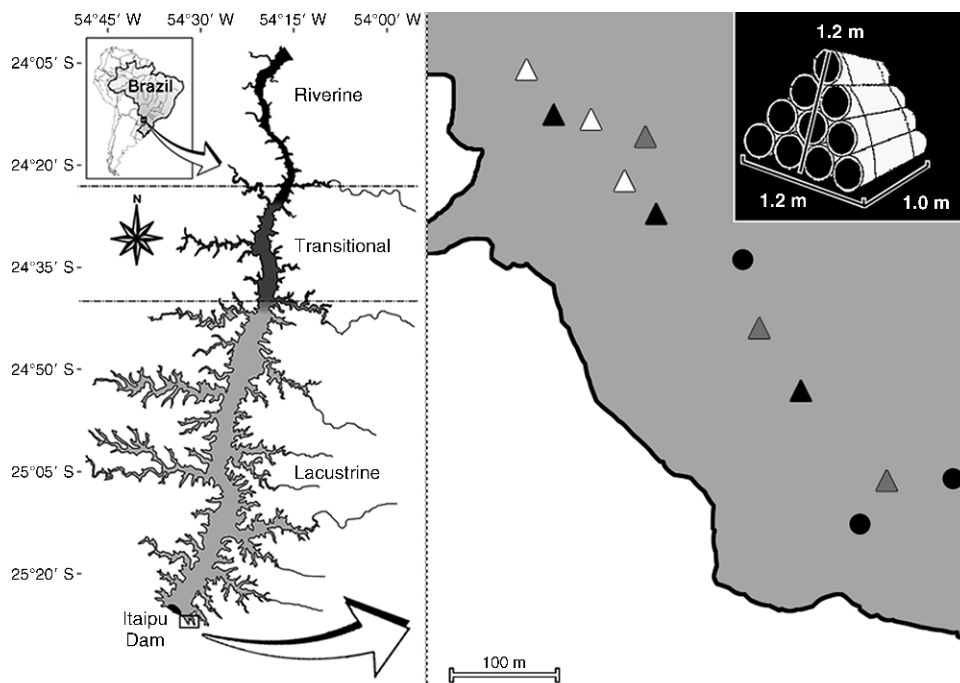 54°45′ W 54°30′ W 54°15′ W 54°00′ W
24°05′ S
Brazil
Riverine
24°20′ S
N
Transitional
24°35′ S
24°50′ S
25°05′ S
Lacustrine
25°20′ S
Itaipu
Dam
1.2 m
1.2 m
1.0 m
100 m